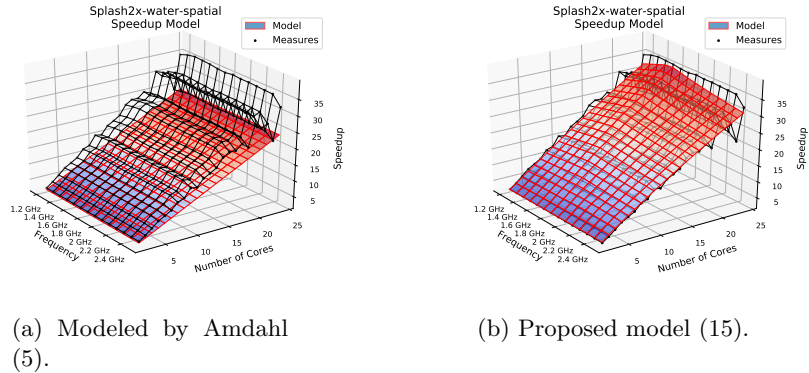 Splash2x-water-spatial
Speedup Model
Model
Measures
35
30
25
20
15
10
5
Speedup
1.2 GHz
1.4 GHz
1.6 GHz
1.8 GHz
2 GHz
2.2 GHz
2.4 GHz
Frequency
5
10
15
20
25
Number of Cores
(a) Modeled by Amdahl
(5).
Splash2x-water-spatial
Speedup Model
Model
Measures
35
30
25
20
15
10
5
Speedup
1.2 GHz
1.4 GHz
1.6 GHz
1.8 GHz
2 GHz
2.2 GHz
2.4 GHz
Frequency
5
10
15
20
25
Number of Cores
(b) Proposed model (15).